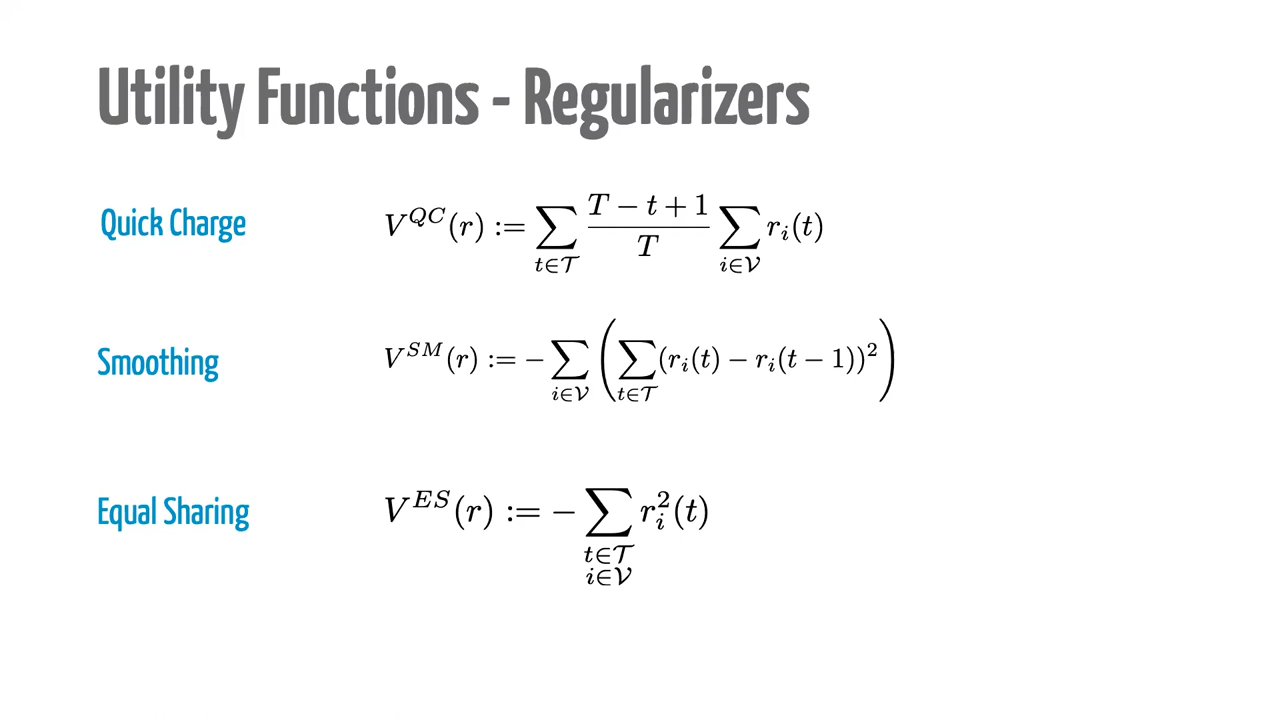 Utility Functions - Regularizers
Quick Charge
$V^{QC}(r) := \sum_{t \in \mathcal{T}} \frac{T - t + 1}{T} \sum_{i \in \mathcal{V}} r_i(t)$
Smoothing
$V^{SM}(r) := -\sum_{i \in \mathcal{V}} \left( \sum_{t \in \mathcal{T}} (r_i(t) - r_i(t-1))^2 \right)$
Equal Sharing
$V^{ES}(r) := -\sum_{\substack{t \in \mathcal{T} \\ i \in \mathcal{V}}} r_i^2(t)$